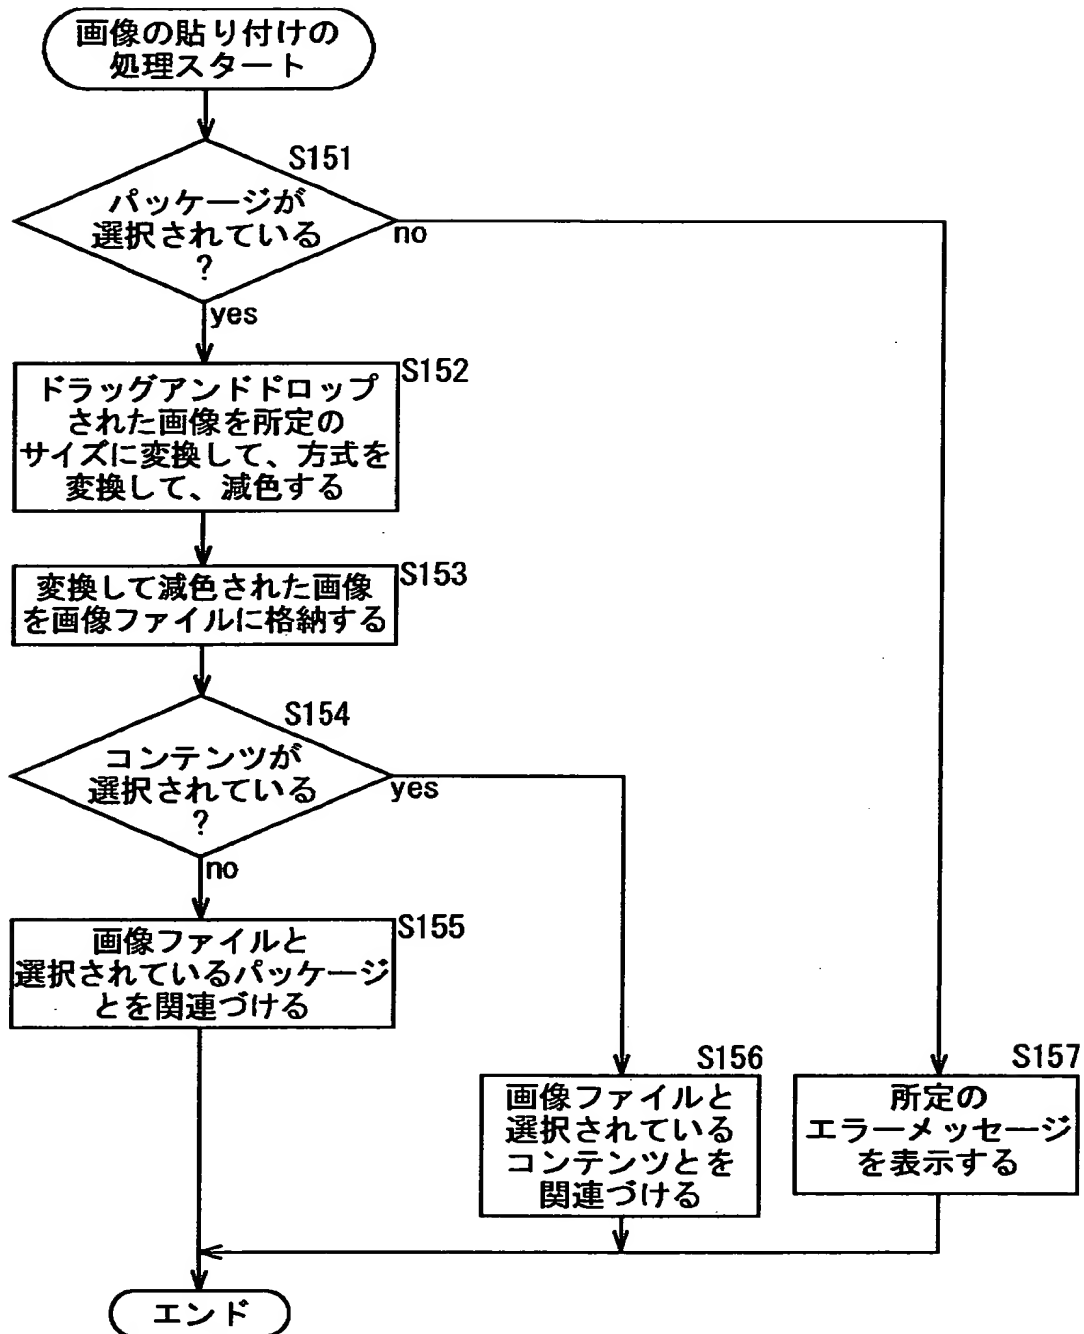 画像の貼り付けの
処理スタート
S151
パッケージが
選択されている
?
no
yes
S152
ドラッグアンドドロップ
された画像を所定の
サイズに変換して、方式を
変換して、減色する
S153
変換して減色された画像
を画像ファイルに格納する
S154
コンテンツが
選択されている
?
yes
no
S155
画像ファイルと
選択されているパッケージ
とを関連づける
S156
画像ファイルと
選択されている
コンテンツとを
関連づける
S157
所定の
エラーメッセージ
を表示する
エンド